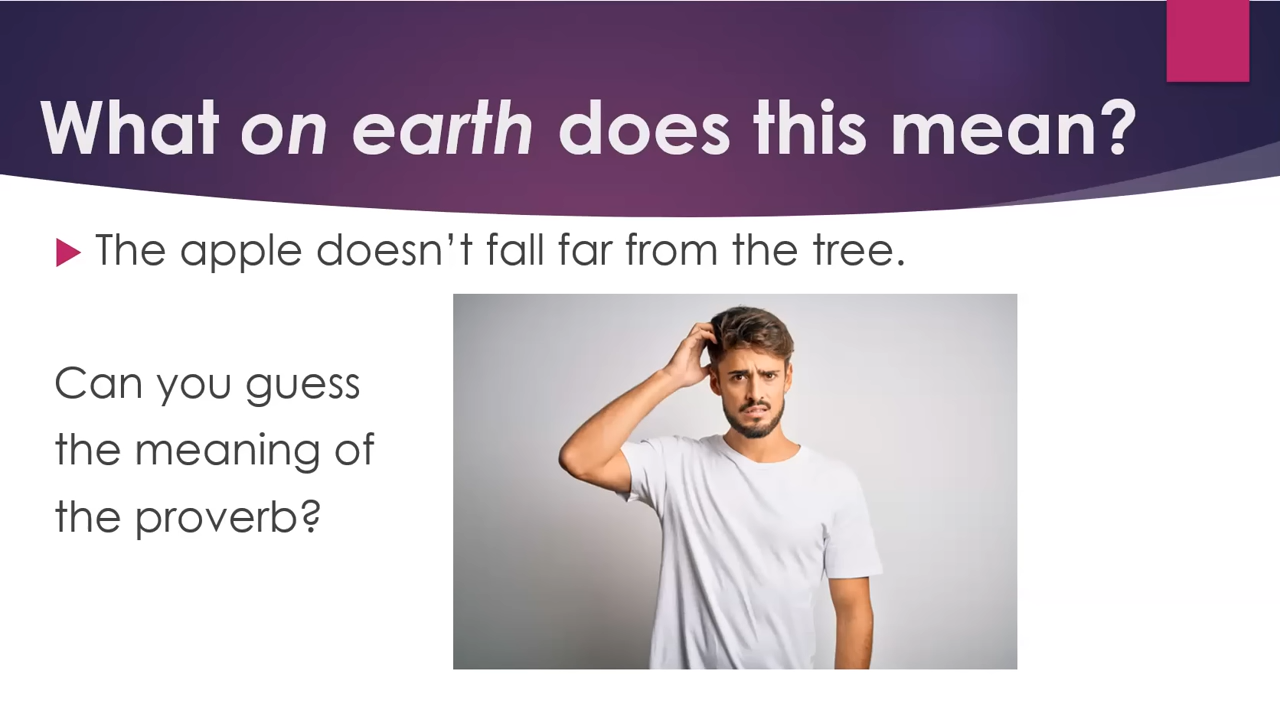 What on earth does this mean?
The apple doesn’t fall far from the tree.
Can you guess
the meaning of
the proverb?